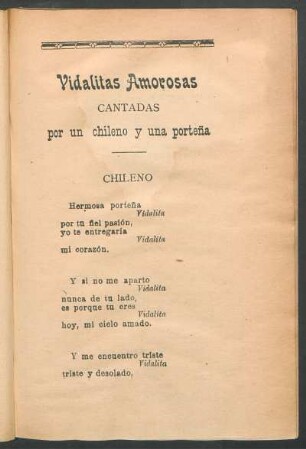 Vidalitas Amorosas
CANTADAS
por un chileno y una porteña
CHILENO
Hermosa porteña
Vidalita
por tu fiel pasión,
yo te entregaría
Vidalita
mi corazón.
Y si no me aparto
Vidalita
nunca de tu lado,
es porque tu eres
Vidalita
hoy, mi cielo amado.
Y me encuentro triste
Vidalita
triste y desolado,